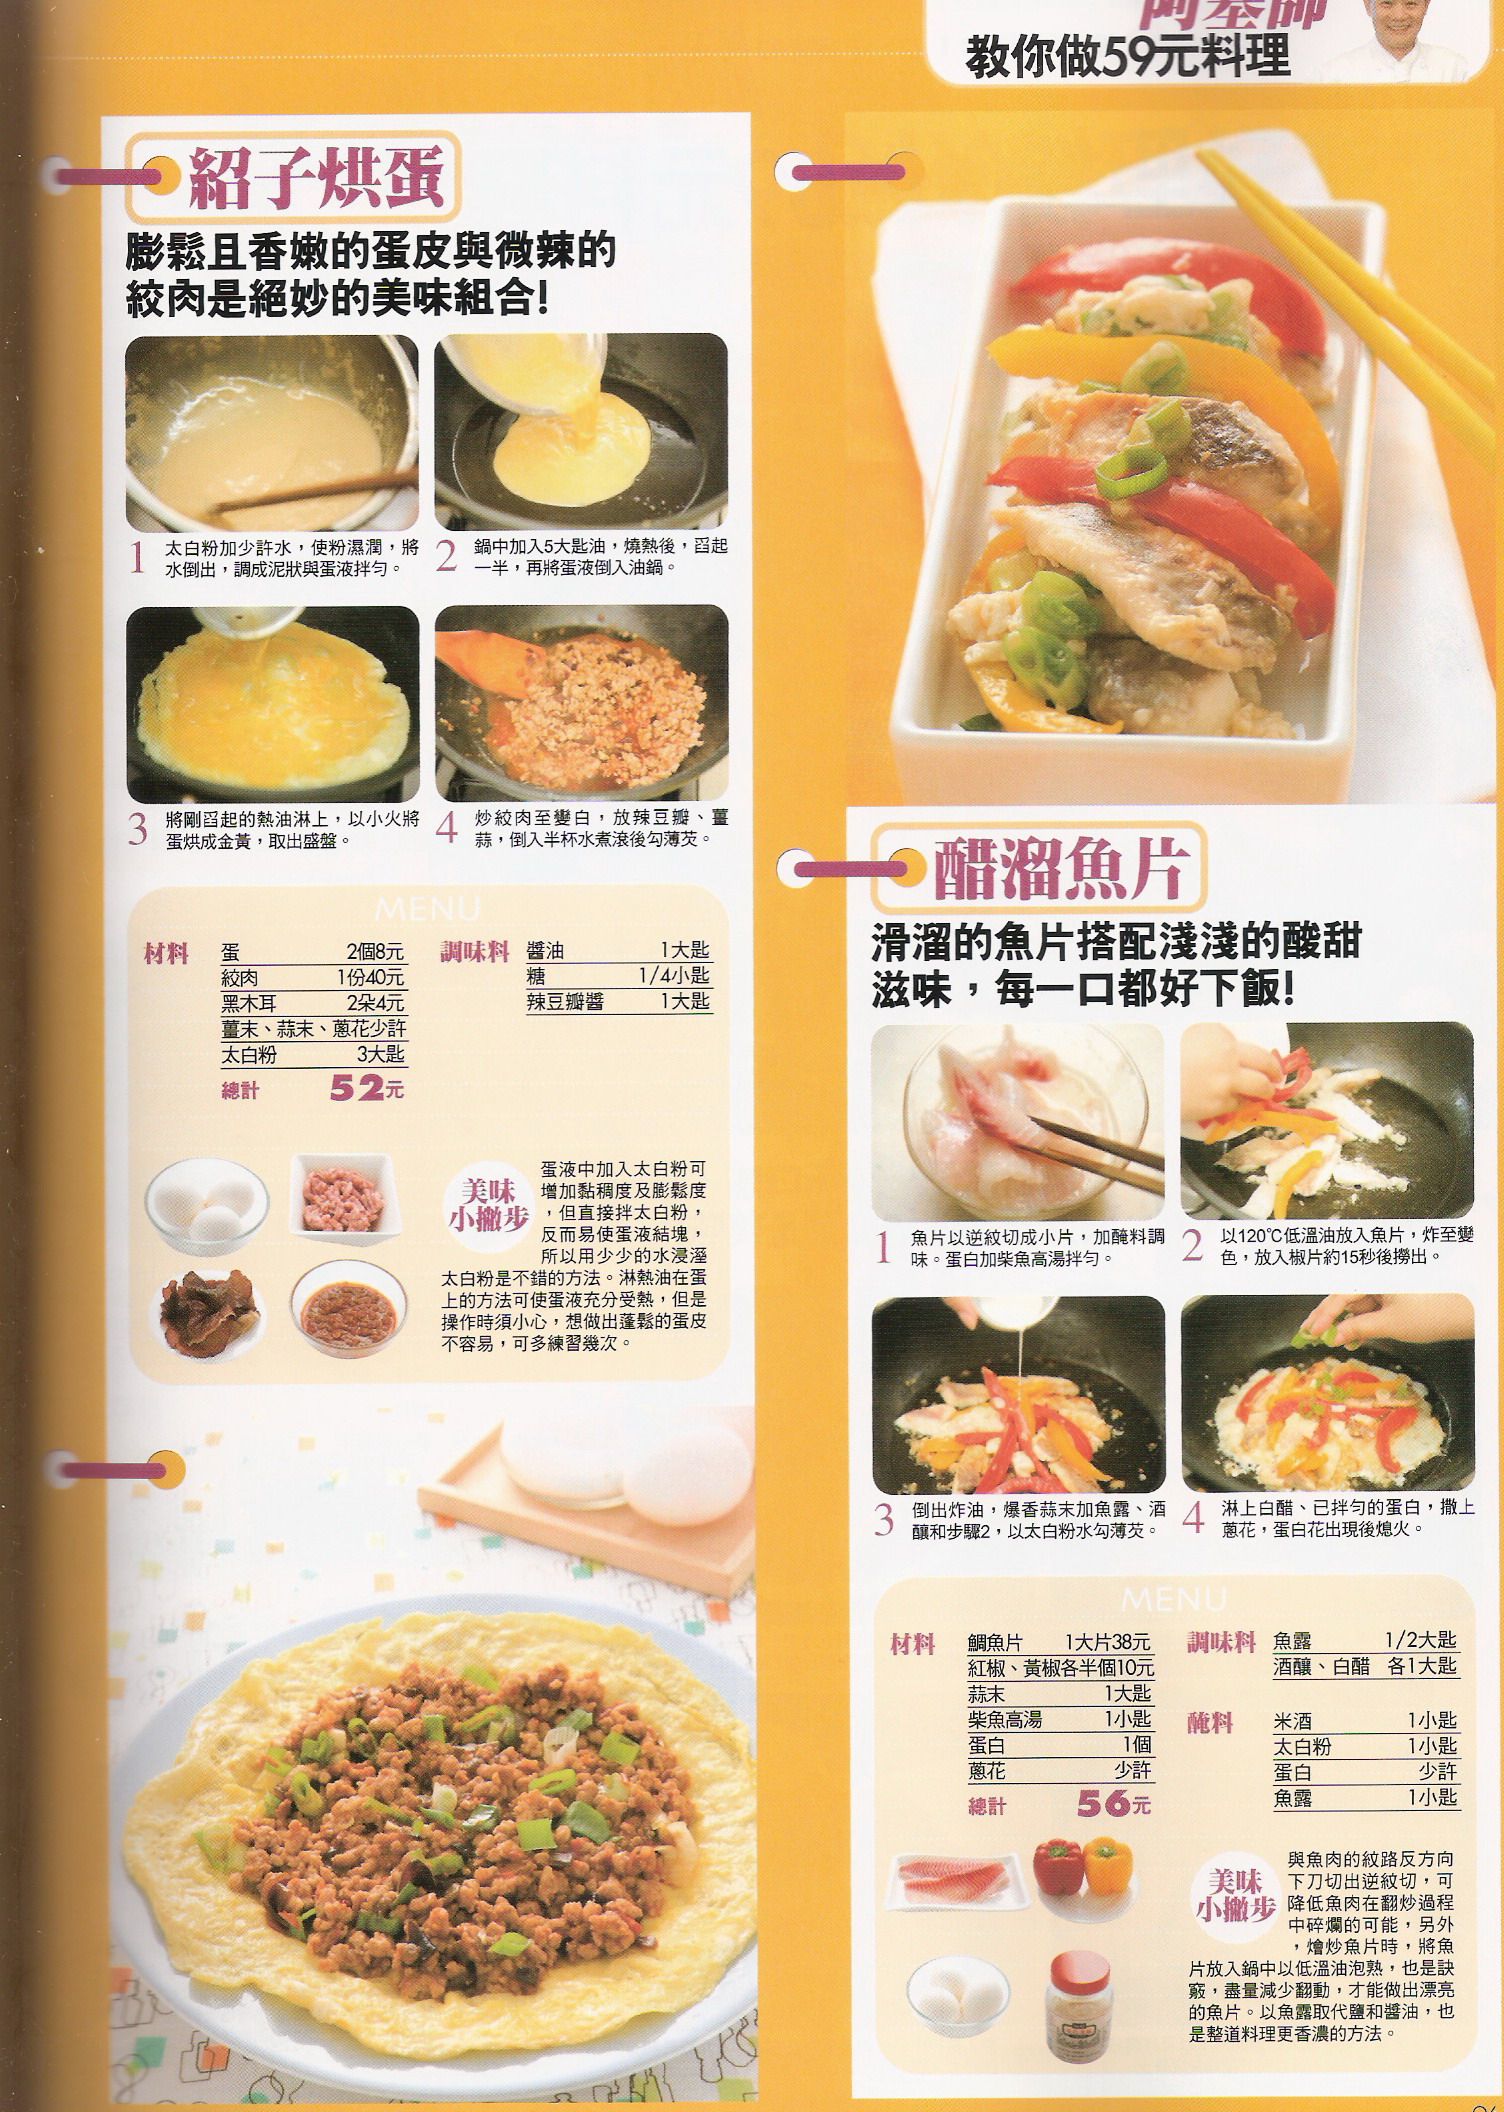 阿基師
教你做59元料理
紹子烘蛋
膨鬆且香嫩的蛋皮與微辣的
絞肉是絕妙的美味組合!
1 太白粉加少許水，使粉濕潤，將
水倒出，調成泥狀與蛋液拌勻。
2 鍋中加入5大匙油，燒熱後，舀起
一半，再將蛋液倒入油鍋。
3 將剛舀起的熱油淋上，以小火將
蛋烘成金黃，取出盛盤。
4 炒絞肉至變白，放辣豆瓣、薑
蒜，倒入半杯水煮滾後勾薄芡。
MENU
材料
蛋 2個8元
絞肉 1份40元
黑木耳 2朵4元
薑末、蒜末、蔥花少許
太白粉 3大匙
總計 52元
調味料
醬油 1大匙
糖 1/4小匙
辣豆瓣醬 1大匙
美味
小撇步
蛋液中加入太白粉可
增加黏稠度及膨鬆度
，但直接拌太白粉，
反而易使蛋液結塊，
所以用少少的水浸溼
太白粉是不錯的方法。淋熱油在蛋
上的方法可使蛋液充分受熱，但是
操作時須小心，想做出蓬鬆的蛋皮
不容易，可多練習幾次。
醋溜魚片
滑溜的魚片搭配淺淺的酸甜
滋味，每一口都好下飯!
1 魚片以逆紋切成小片，加醃料調
味。蛋白加柴魚高湯拌勻。
2 以120℃低溫油放入魚片，炸至變
色，放入椒片約15秒後撈出。
3 倒出炸油，爆香蒜末加魚露、酒
釀和步驟2，以太白粉水勾薄芡。
4 淋上白醋、已拌勻的蛋白，撒上
蔥花，蛋白花出現後熄火。
MENU
材料
鯛魚片 1大片38元
紅椒、黃椒各半個10元
蒜末 1大匙
柴魚高湯 1小匙
蛋白 1個
蔥花 少許
總計 56元
調味料
魚露 1/2大匙
酒釀、白醋 各1大匙
醃料
米酒 1小匙
太白粉 1小匙
蛋白 少許
魚露 1小匙
美味
小撇步
與魚肉的紋路反方向
下刀切出逆紋切，可
降低魚肉在翻炒過程
中碎爛的可能，另外
，燴炒魚片時，將魚
片放入鍋中以低溫油泡熟，也是訣
竅，盡量減少翻動，才能做出漂亮
的魚片。以魚露取代鹽和醬油，也
是整道料理更香濃的方法。